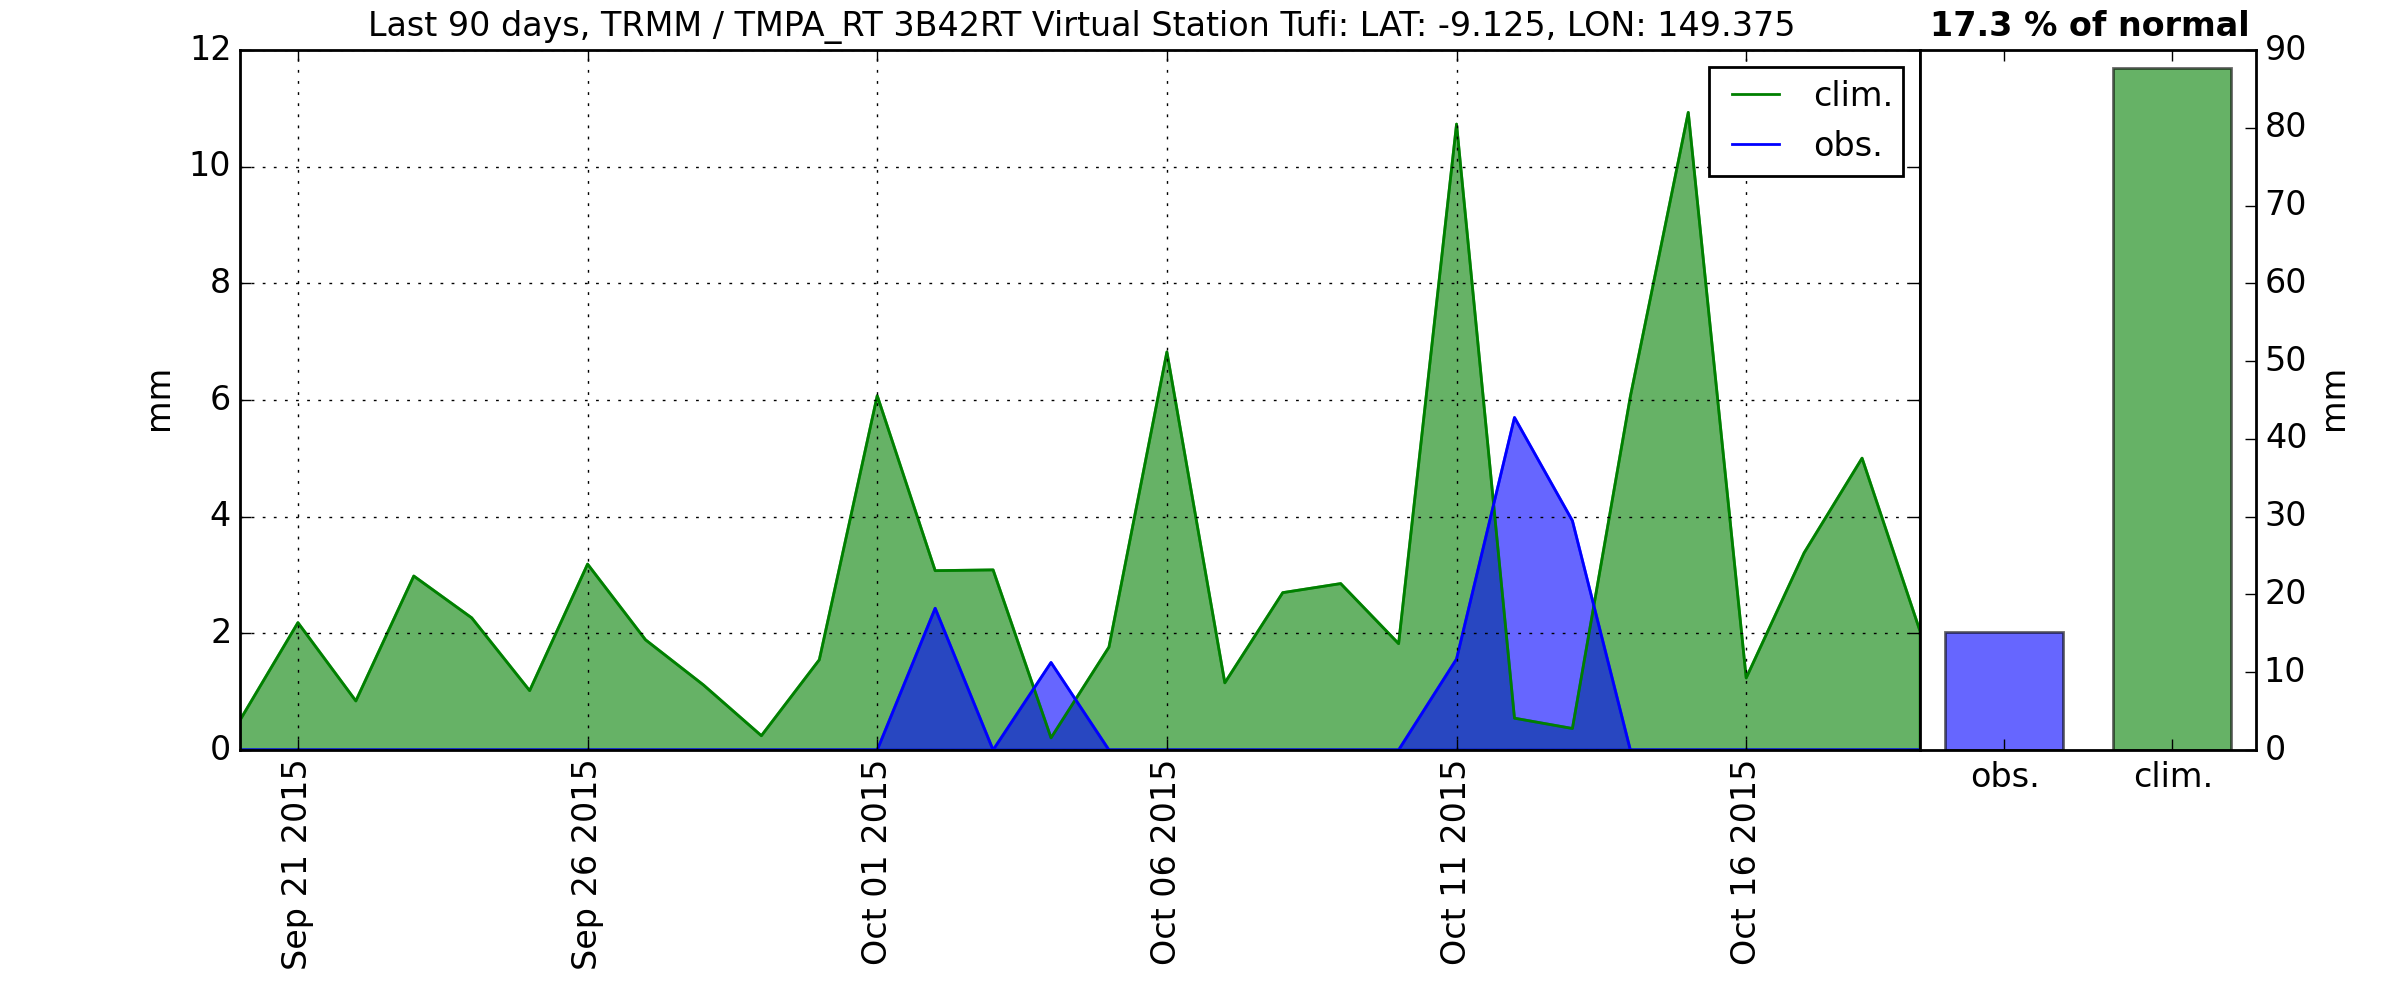 Last 90 days, TRMM / TMPA_RT 3B42RT Virtual Station Tufi: LAT: -9.125, LON: 149.375
17.3 % of normal
12
10
8
6
4
2
0
mm
clim.
obs.
90
80
70
60
50
40
30
20
10
0
mm
Sep 21 2015
Sep 26 2015
Oct 01 2015
Oct 06 2015
Oct 11 2015
Oct 16 2015
obs.
clim.